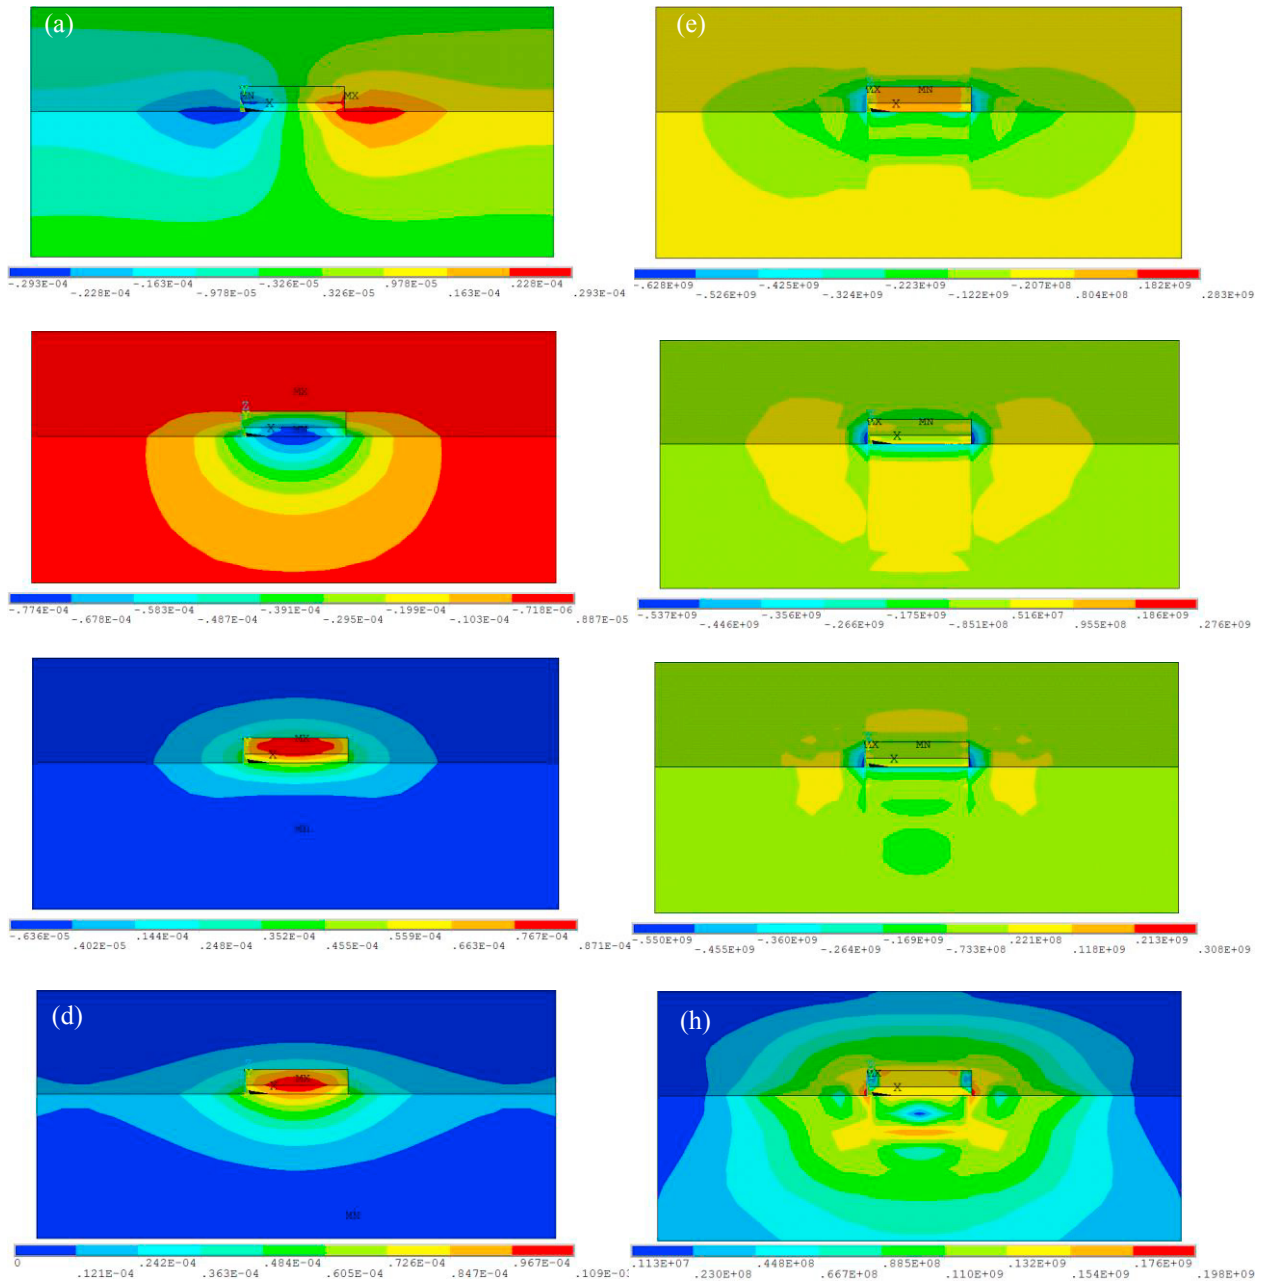 (a)
(e)
MN
X
MX
MX
MN
X
-.293E-04 -.163E-04 -.326E-05 .978E-05 .228E-04
-.228E-04 -.978E-05 .326E-05 .163E-04 .293E-04
-.628E+09 -.425E+09 -.223E+09 -.207E+08 .182E+09
-.526E+09 -.324E+09 -.122E+09 .804E+08 .283E+09
MX
Z
X
MN
MX
MN
X
-.774E-04 -.583E-04 -.391E-04 -.199E-04 -.718E-06
-.678E-04 -.487E-04 -.295E-04 -.103E-04 .887E-05
-.537E+09 -.356E+09 -.175E+09 .516E+07 .186E+09
-.446E+09 -.266E+09 -.851E+08 .955E+08 .276E+09
MX
X
MN
MX
MN
X
-.636E-05 .144E-04 .352E-04 .559E-04 .767E-04
.402E-05 .248E-04 .455E-04 .663E-04 .871E-04
-.550E+09 -.360E+09 -.169E+09 .221E+08 .213E+09
-.455E+09 -.264E+09 -.733E+08 .118E+09 .308E+09
(d)
(h)
MX
X
MN
MX
X
0 .242E-04 .484E-04 .726E-04 .967E-04
.121E-04 .363E-04 .605E-04 .847E-04 .109E-03
.113E+07 .448E+08 .885E+08 .132E+09 .176E+09
.230E+08 .667E+08 .110E+09 .154E+09 .198E+09